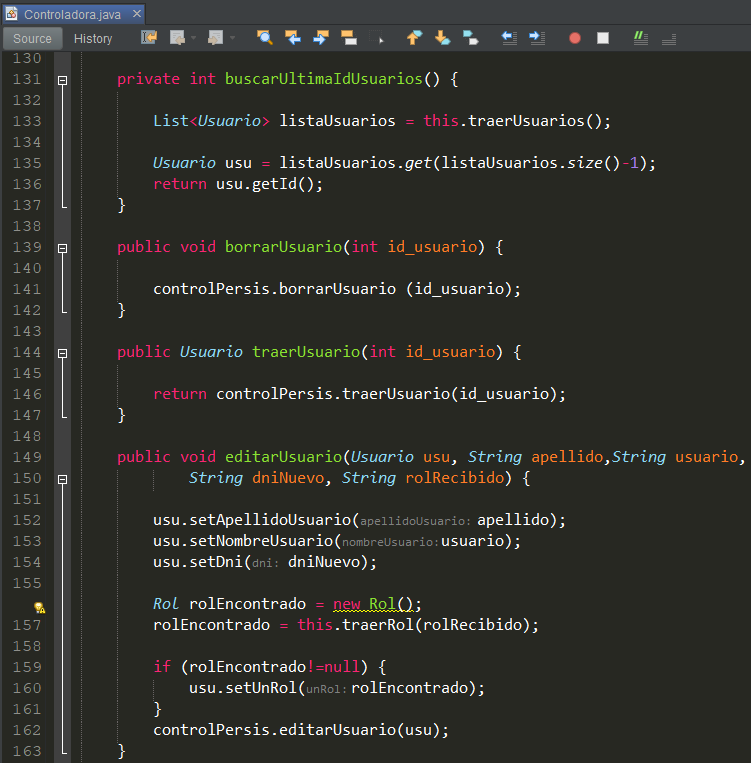 Controladora.java
Source History
130
131 private int buscarUltimaIdUsuarios() {
132
133 List<Usuario> listaUsuarios = this.traerUsuarios();
134
135 Usuario usu = listaUsuarios.get(listaUsuarios.size()-1);
136 return usu.getId();
137 }
138
139 public void borrarUsuario(int id_usuario) {
140
141 controlPersis.borrarUsuario (id_usuario);
142 }
143
144 public Usuario traerUsuario(int id_usuario) {
145
146 return controlPersis.traerUsuario(id_usuario);
147 }
148
149 public void editarUsuario(Usuario usu, String apellido,String usuario,
150 String dniNuevo, String rolRecibido) {
151
152 usu.setApellidoUsuario(apellidoUsuario: apellido);
153 usu.setNombreUsuario(nombreUsuario: usuario);
154 usu.setDni(dni: dniNuevo);
155
Rol rolEncontrado = new Rol();
157 rolEncontrado = this.traerRol(rolRecibido);
158
159 if (rolEncontrado!=null) {
160 usu.setUnRol(unRol: rolEncontrado);
161 }
162 controlPersis.editarUsuario(usu);
163 }